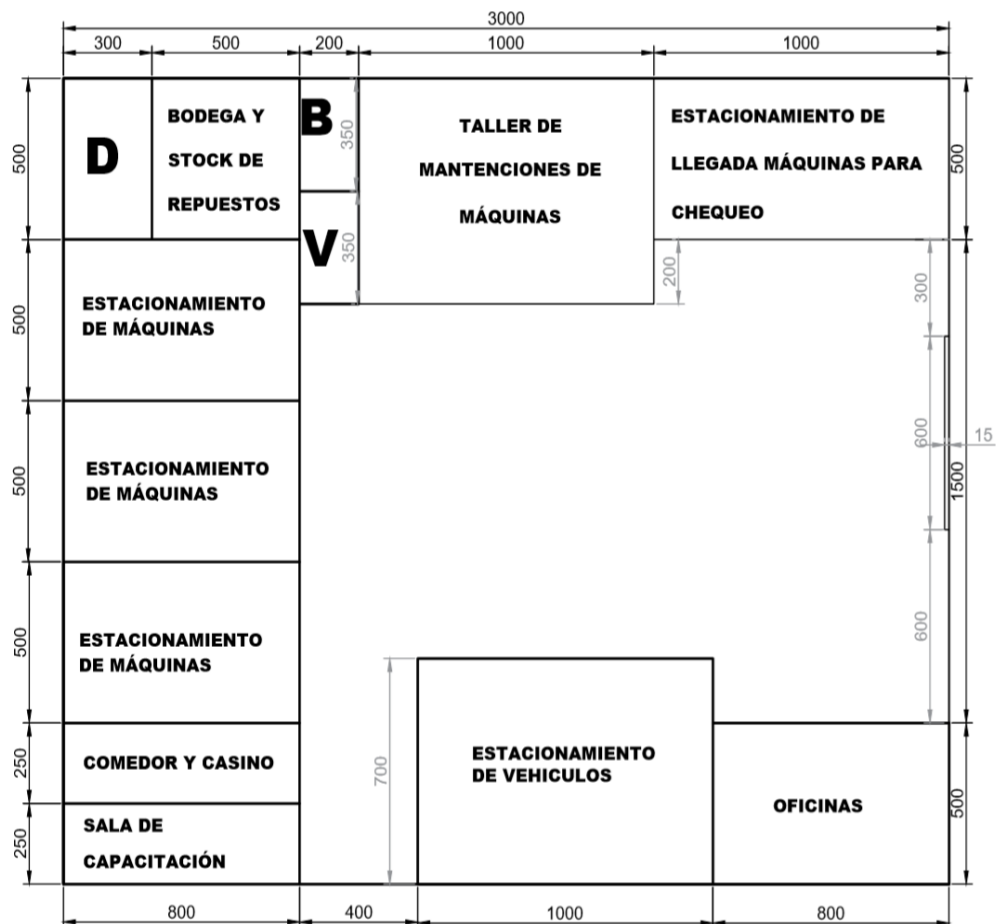 3000
300
500
200
1000
1000
500
D
BODEGA Y
STOCK DE
REPUESTOS
B
350
TALLER DE
MANTENCIONES DE
MÁQUINAS
ESTACIONAMIENTO DE
LLEGADA MÁQUINAS PARA
CHEQUEO
500
V
350
200
300
500
ESTACIONAMIENTO
DE MÁQUINAS
600
15
1500
500
ESTACIONAMIENTO
DE MÁQUINAS
600
500
ESTACIONAMIENTO
DE MÁQUINAS
250
COMEDOR Y CASINO
700
ESTACIONAMIENTO
DE VEHICULOS
OFICINAS
500
250
SALA DE
CAPACITACIÓN
800
400
1000
800